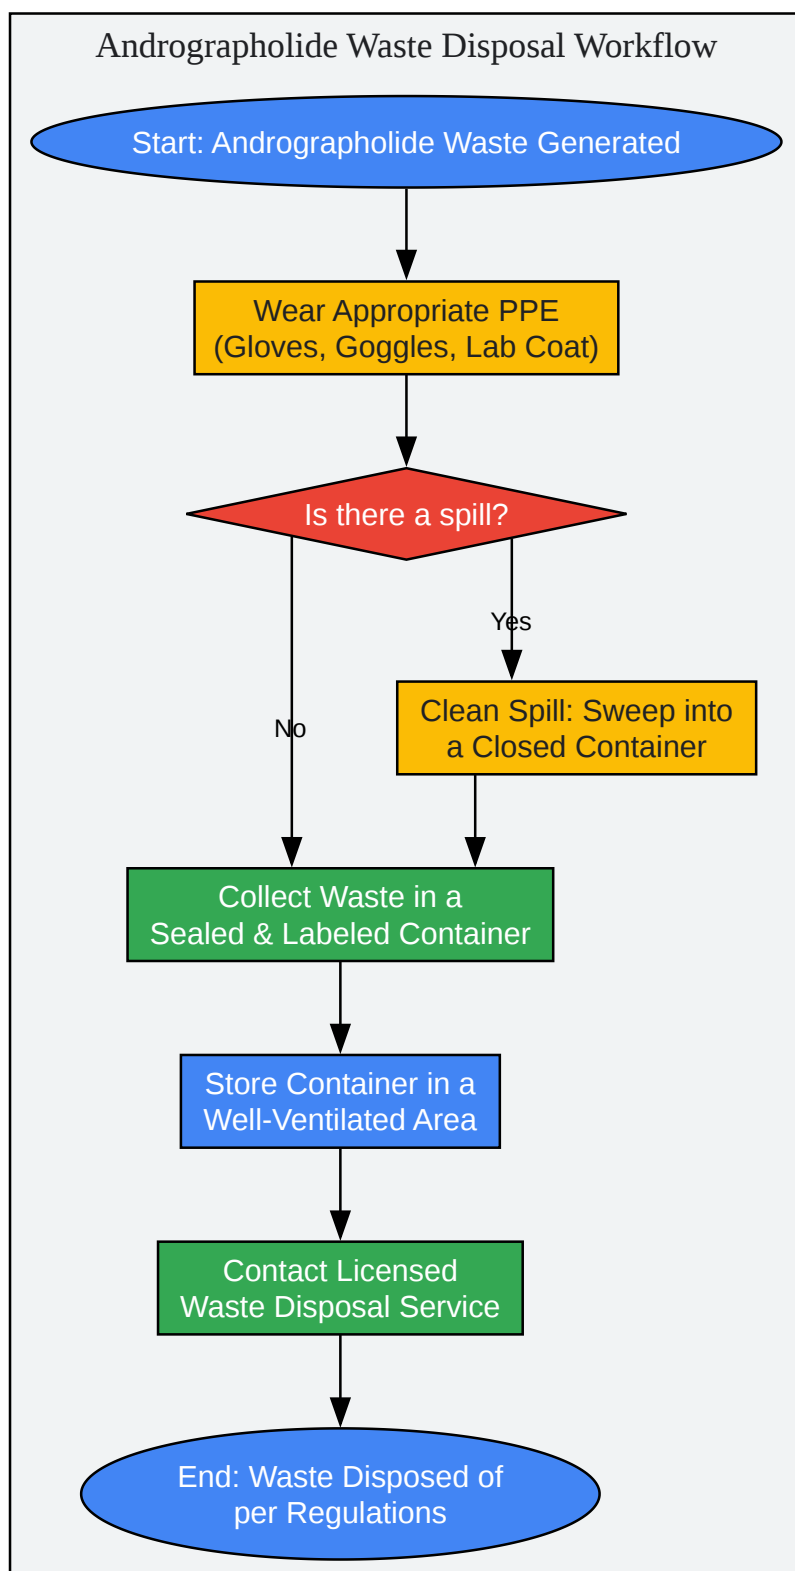 Andrographolide Waste Disposal Workflow
Start: Andrographolide Waste Generated
Wear Appropriate PPE
(Gloves, Goggles, Lab Coat)
Is there a spill?
Yes
Clean Spill: Sweep into
a Closed Container
No
Collect Waste in a
Sealed & Labeled Container
Store Container in a
Well-Ventilated Area
Contact Licensed
Waste Disposal Service
End: Waste Disposed of
per Regulations